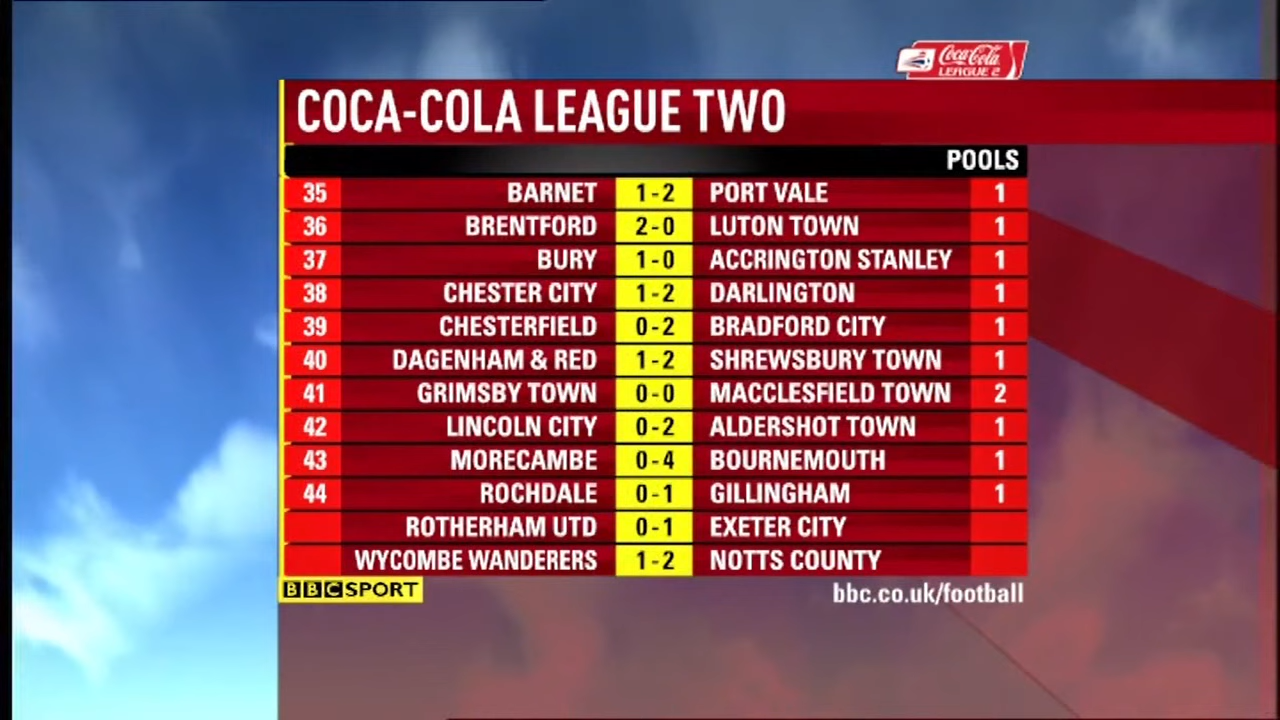 Coca-Cola
LEAGUE 2
COCA-COLA LEAGUE TWO
POOLS
35 BARNET 1-2 PORT VALE 1
36 BRENTFORD 2-0 LUTON TOWN 1
37 BURY 1-0 ACCRINGTON STANLEY 1
38 CHESTER CITY 1-2 DARLINGTON 1
39 CHESTERFIELD 0-2 BRADFORD CITY 1
40 DAGENHAM & RED 1-2 SHREWSBURY TOWN 1
41 GRIMSBY TOWN 0-0 MACCLESFIELD TOWN 2
42 LINCOLN CITY 0-2 ALDERSHOT TOWN 1
43 MORECAMBE 0-4 BOURNEMOUTH 1
44 ROCHDALE 0-1 GILLINGHAM 1
ROTHERHAM UTD 0-1 EXETER CITY
WYCOMBE WANDERERS 1-2 NOTTS COUNTY
BBC SPORT bbc.co.uk/football